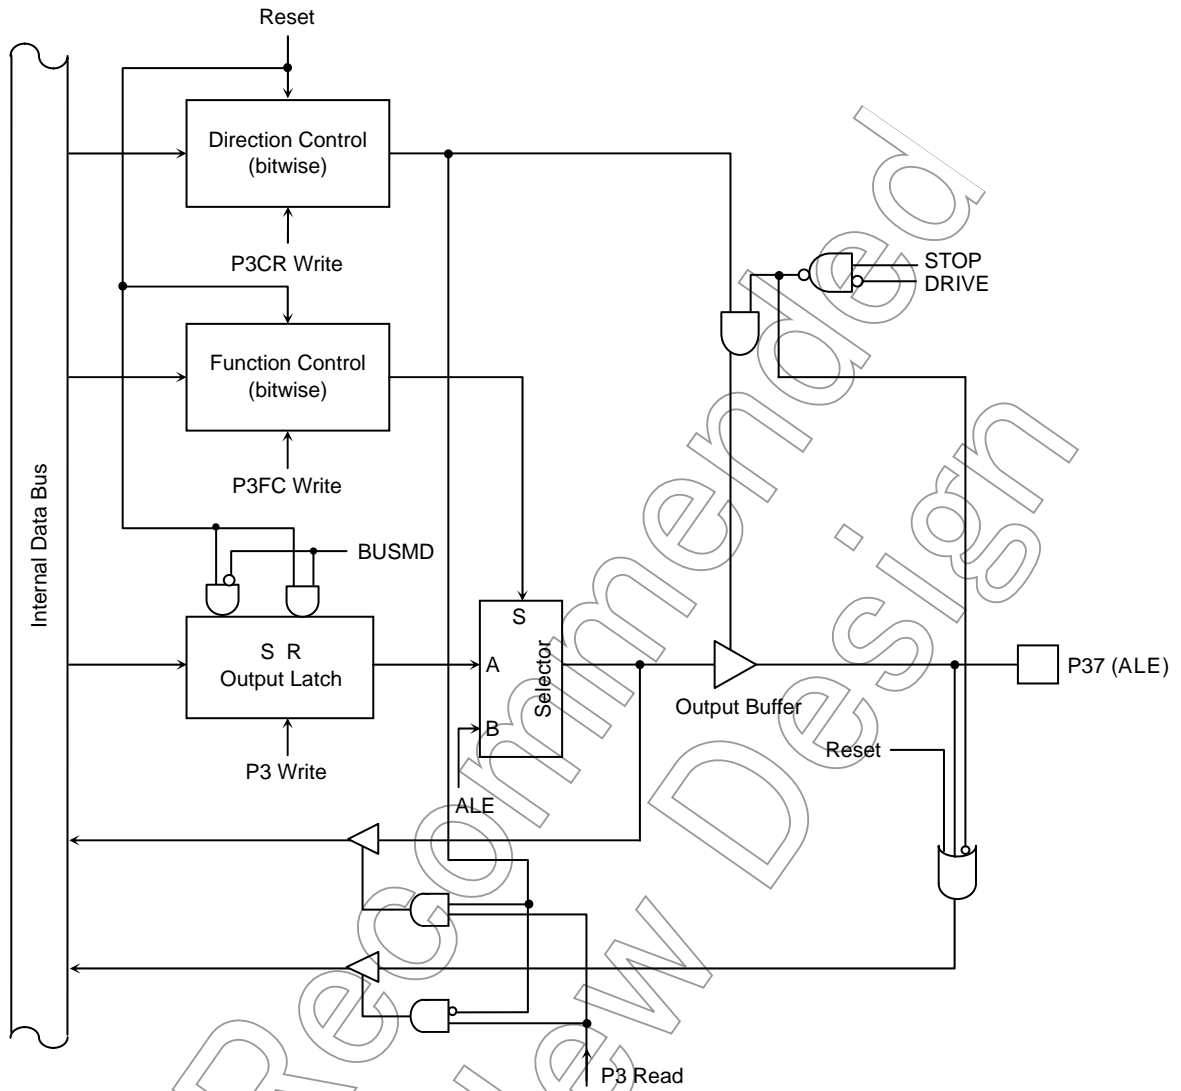 Reset
Direction Control
(bitwise)
P3CR Write
STOP
DRIVE
Function Control
(bitwise)
P3FC Write
Internal Data Bus
BUSMD
S R
Output Latch
P3 Write
S
A
B
Selector
ALE
Output Buffer
P37 (ALE)
Reset
P3 Read
Recommended
New Design